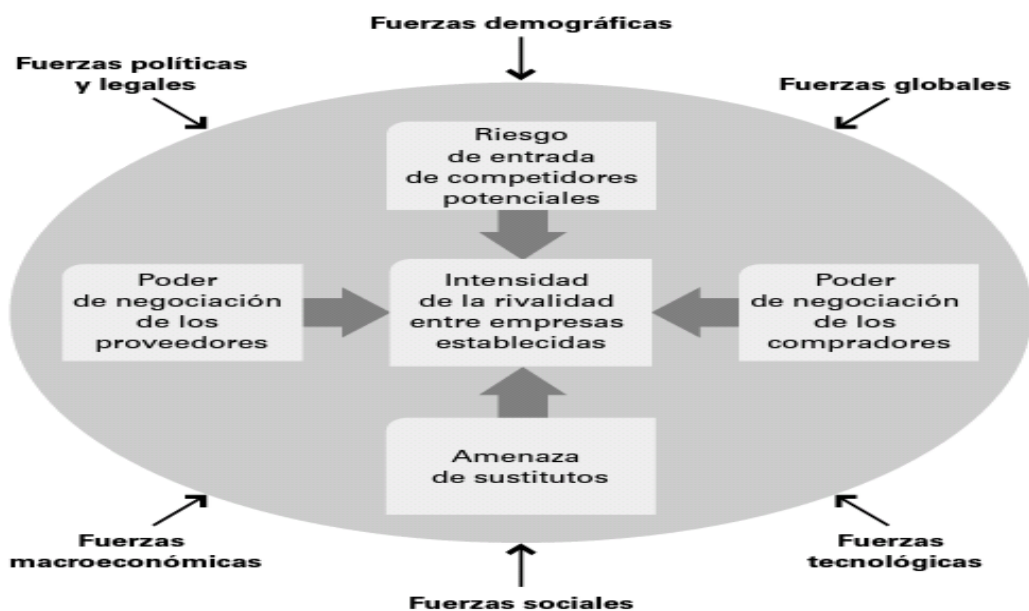 Fuerzas demográficas
Fuerzas políticas
y legales
Fuerzas globales
Riesgo
de entrada
de competidores
potenciales
Poder
de negociación
de los
proveedores
Intensidad
de la rivalidad
entre empresas
establecidas
Poder
de negociación
de los
compradores
Amenaza
de sustitutos
Fuerzas
macroeconómicas
Fuerzas
tecnológicas
Fuerzas sociales